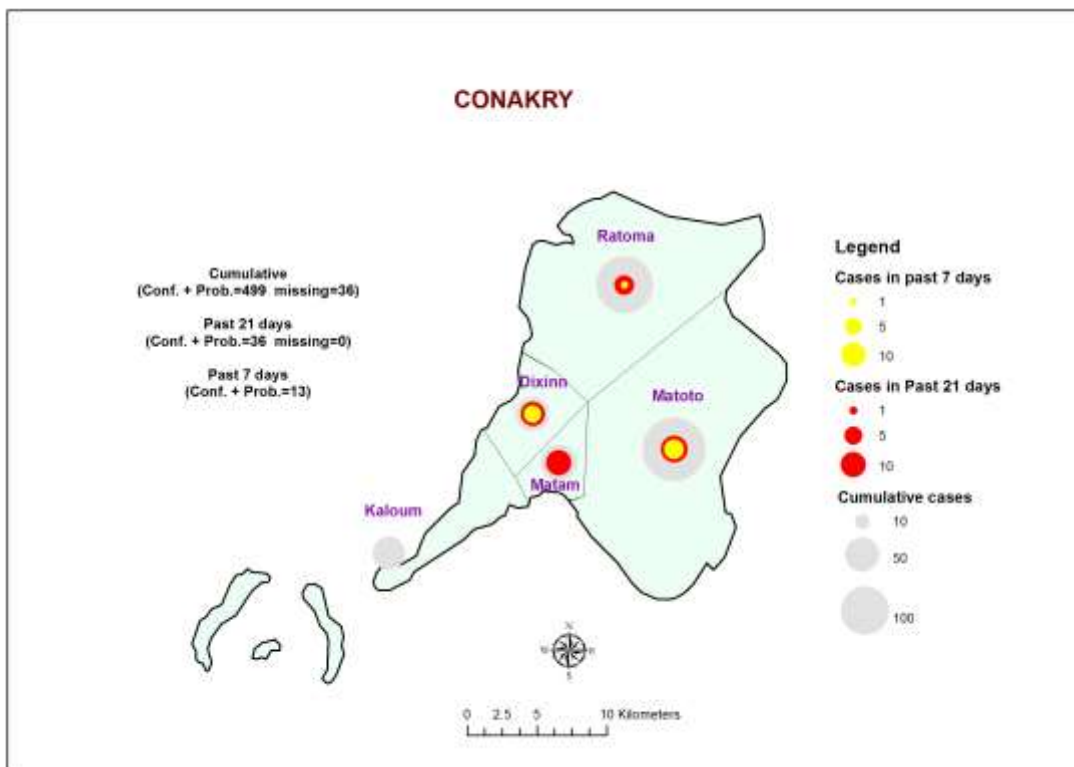 CONAKRY
Ratoma
Cumulative
(Conf. + Prob.=499 missing=36)
Past 21 days
(Conf. + Prob.=36 missing=0)
Past 7 days
(Conf. + Prob.=13)
Dixinn
Matoto
Matam
Kaloum
Legend
Cases in past 7 days
1
5
10
Cases in Past 21 days
1
5
10
Cumulative cases
10
50
100
N
S
0 2.5 5 10 Kilometers